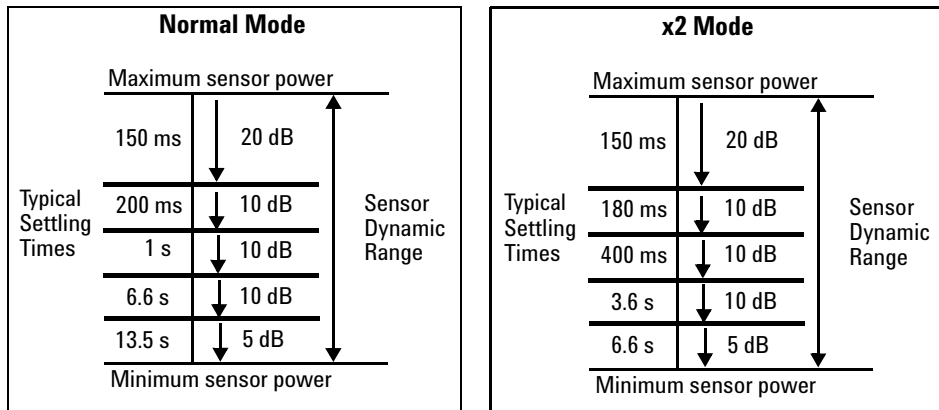 Normal Mode
Maximum sensor power
150 ms 20 dB
200 ms 10 dB
1 s 10 dB
6.6 s 10 dB
13.5 s 5 dB
Typical
Settling
Times
Sensor
Dynamic
Range
Minimum sensor power
x2 Mode
Maximum sensor power
150 ms 20 dB
180 ms 10 dB
400 ms 10 dB
3.6 s 10 dB
6.6 s 5 dB
Typical
Settling
Times
Sensor
Dynamic
Range
Minimum sensor power